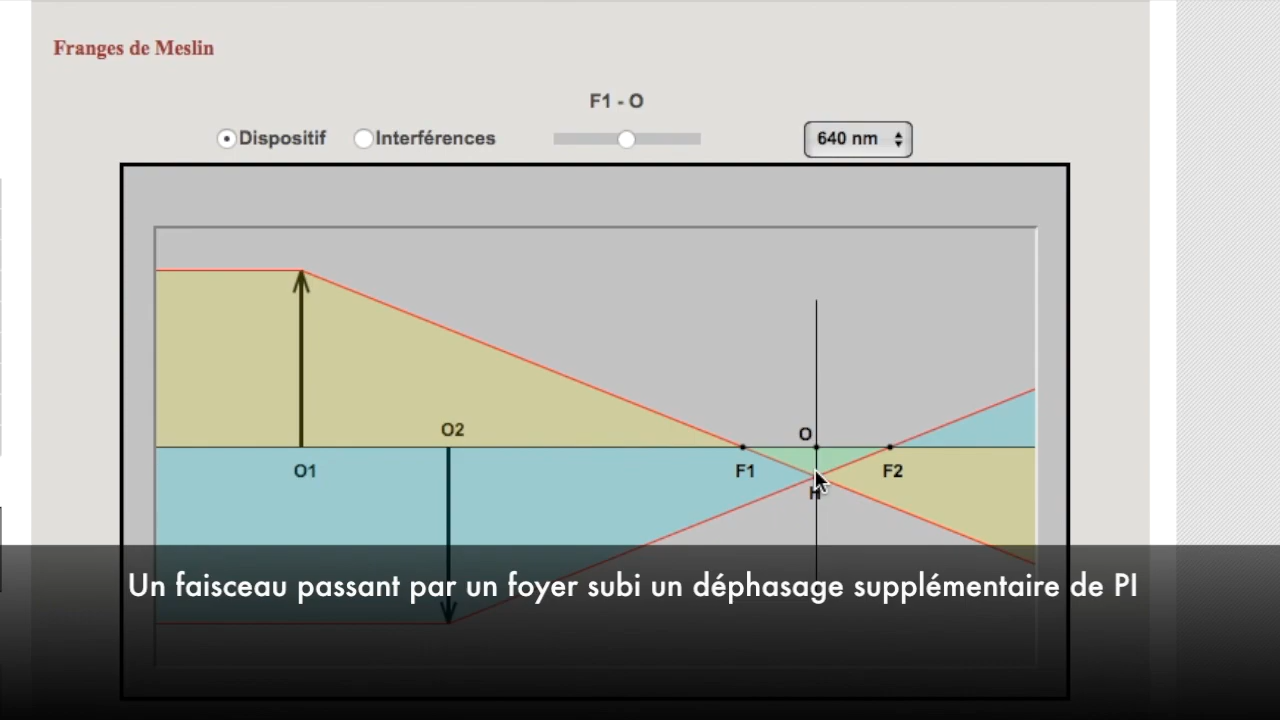 Franges de Meslin
F1 - O
Dispositif Interférences 640 nm
O2
O
O1
F1 F2
H
Un faisceau passant par un foyer subi un déphasage supplémentaire de PI